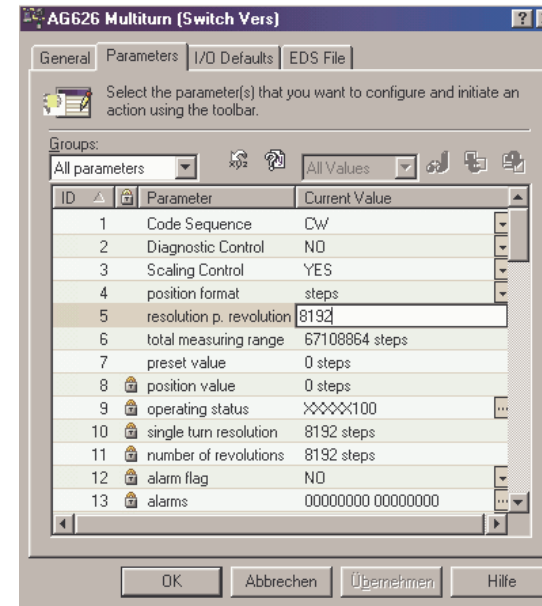 AG626 Multiturn (Switch Vers)
General Parameters I/O Defaults EDS File
Select the parameter(s) that you want to configure and initiate an
action using the toolbar.
Groups:
All parameters All Values
ID Parameter Current Value
1 Code Sequence CW
2 Diagnostic Control NO
3 Scaling Control YES
4 position format steps
5 resolution p. revolution 8192
6 total measuring range 67108864 steps
7 preset value 0 steps
8 position value 0 steps
9 operating status XXXXX100
10 single turn resolution 8192 steps
11 number of revolutions 8192 steps
12 alarm flag NO
13 alarms 00000000 00000000
OK Abbrechen Übernehmen Hilfe